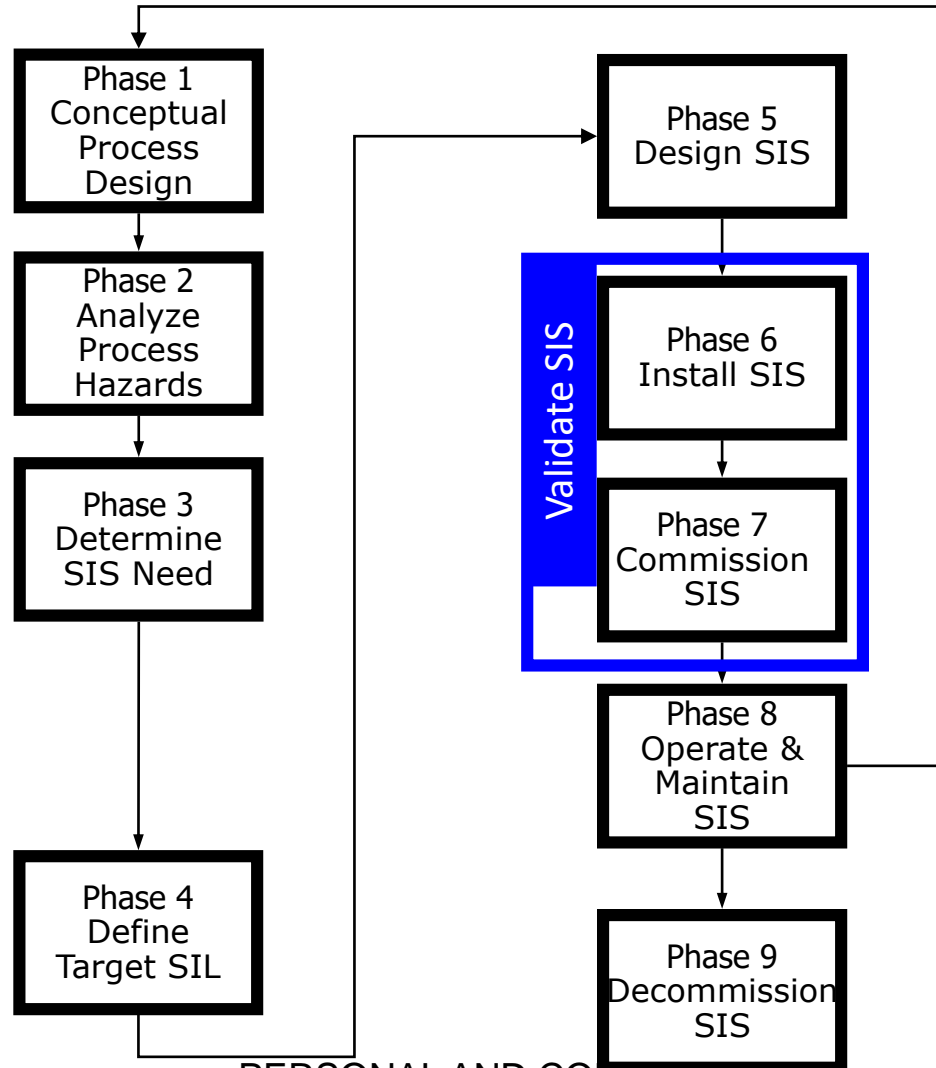 Phase 1
Conceptual
Process
Design
Phase 2
Analyze
Process
Hazards
Phase 3
Determine
SIS Need
Phase 4
Define
Target SIL
Phase 5
Design SIS
Validate SIS
Phase 6
Install SIS
Phase 7
Commission
SIS
Phase 8
Operate &
Maintain
SIS
Phase 9
Decommission
SIS
PERSONAL AND